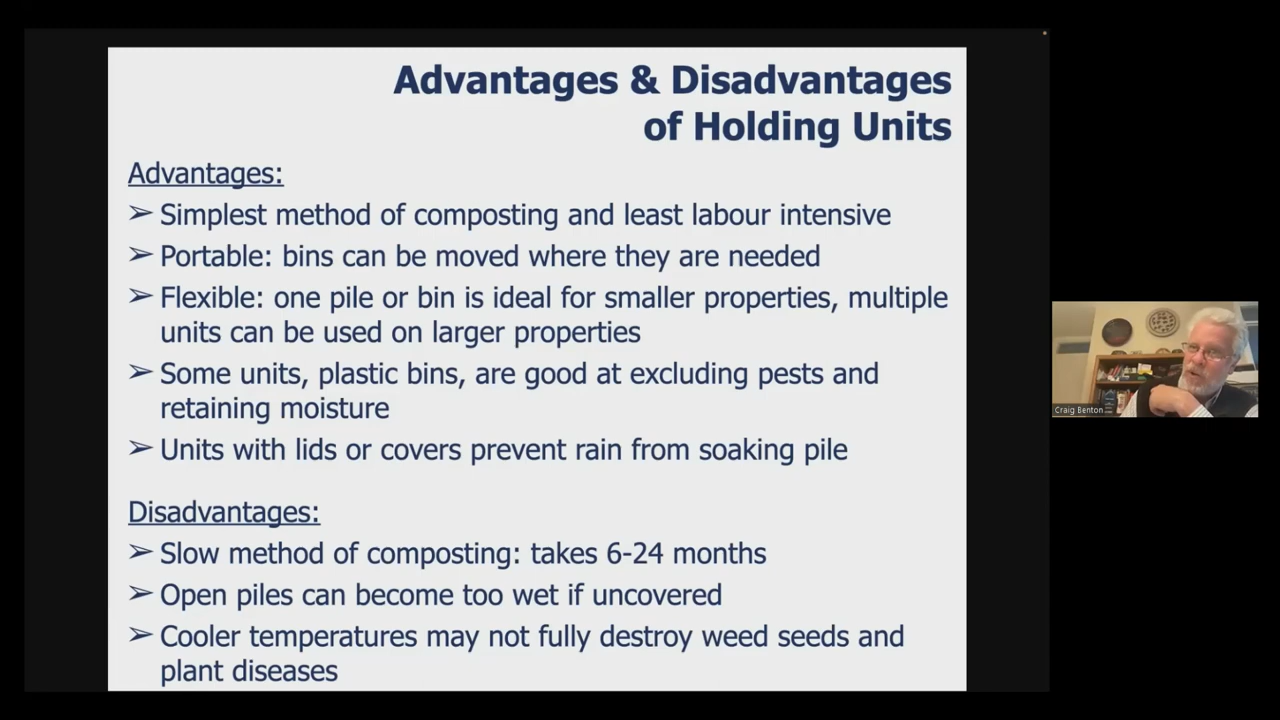 Advantages & Disadvantages
of Holding Units
Advantages:
➢ Simplest method of composting and least labour intensive
➢ Portable: bins can be moved where they are needed
➢ Flexible: one pile or bin is ideal for smaller properties, multiple
units can be used on larger properties
➢ Some units, plastic bins, are good at excluding pests and
retaining moisture
➢ Units with lids or covers prevent rain from soaking pile
Disadvantages:
➢ Slow method of composting: takes 6-24 months
➢ Open piles can become too wet if uncovered
➢ Cooler temperatures may not fully destroy weed seeds and
plant diseases
Craig Benton